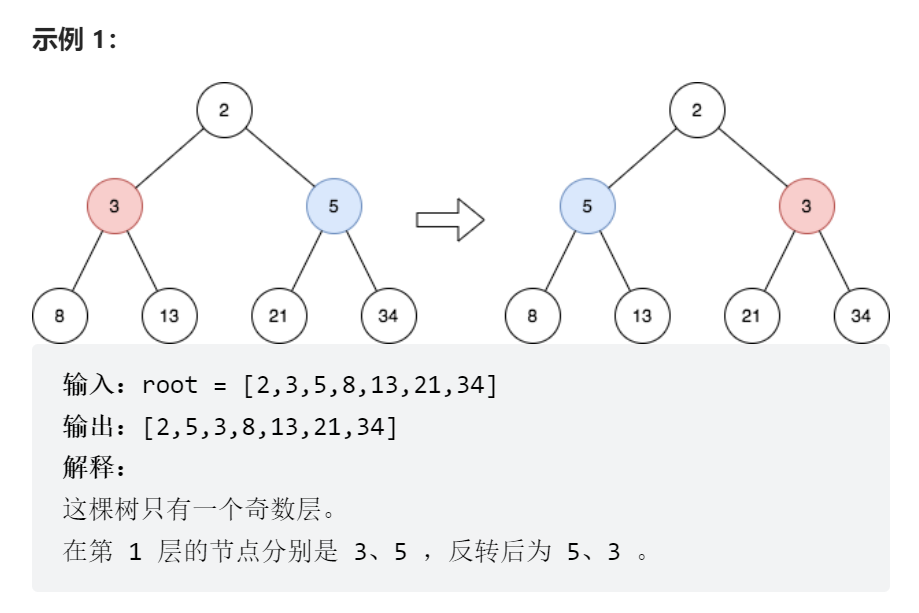 示例 1：
2
2
3
5
5
3
8
13
21
34
8
13
21
34
输入：root = [2,3,5,8,13,21,34]
输出：[2,5,3,8,13,21,34]
解释：
这棵树只有一个奇数层。
在第 1 层的节点分别是 3、5 ，反转后为 5、3 。